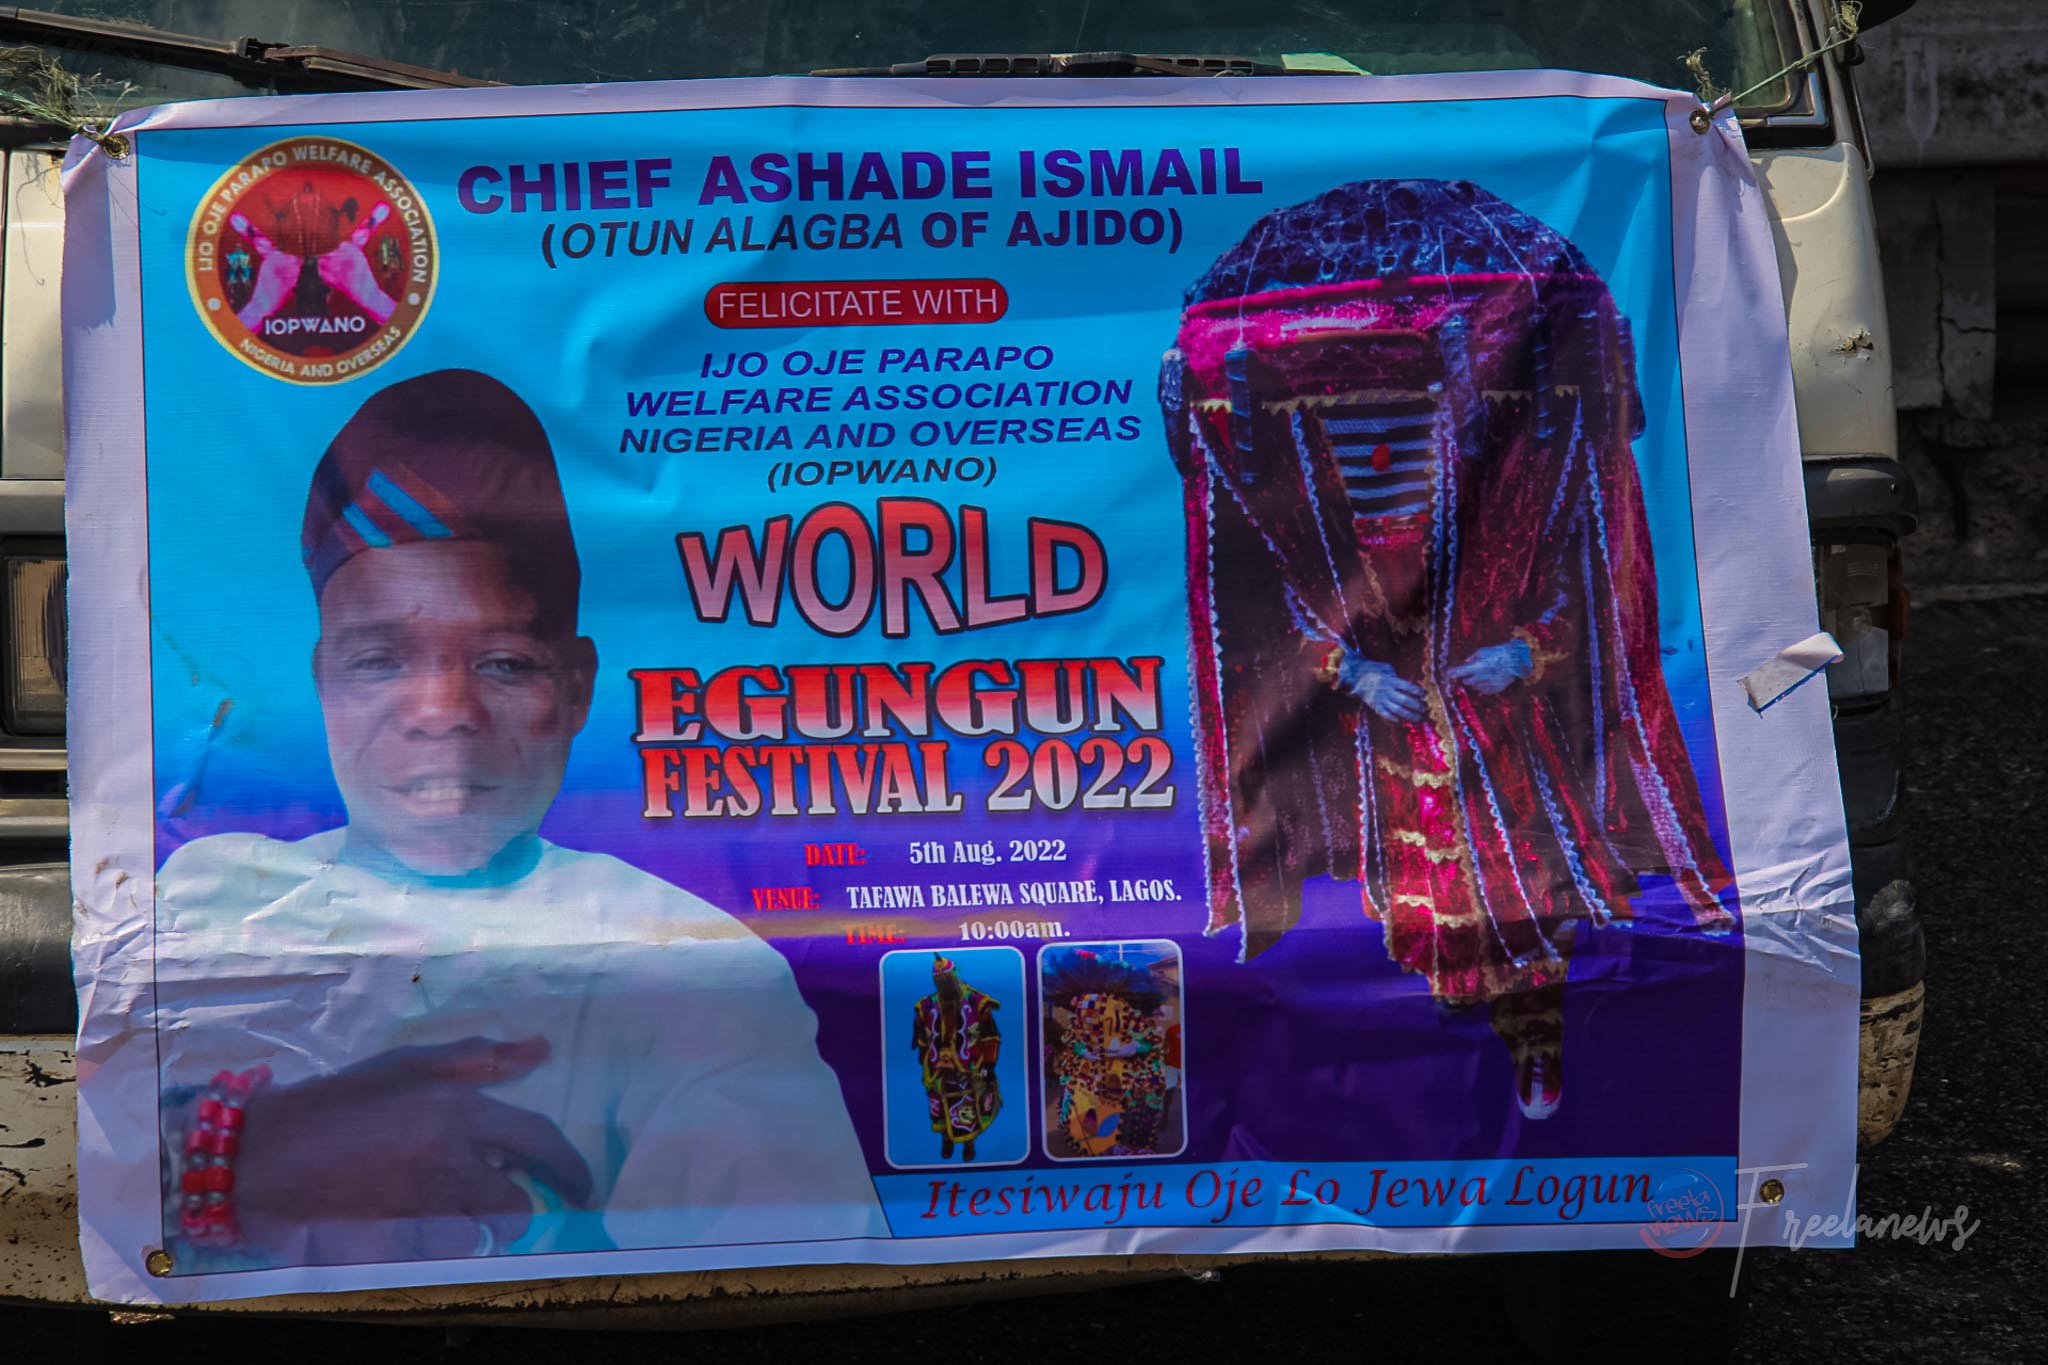 IJO OJE PARAPO WELFARE ASSOCIATION
IOPWANO
NIGERIA AND OVERSEAS
CHIEF ASHADE ISMAIL
(OTUN ALAGBA OF AJIDO)
FELICITATE WITH
IJO OJE PARAPO
WELFARE ASSOCIATION
NIGERIA AND OVERSEAS
(IOPWANO)
WORLD
EGUNGUN
FESTIVAL 2022
DATE: 5th Aug. 2022
VENUE: TAFAWA BALEWA SQUARE, LAGOS.
TIME: 10:00am.
Itesiwaju Oje Lo Jewa Logun
freela
news
Freelanews